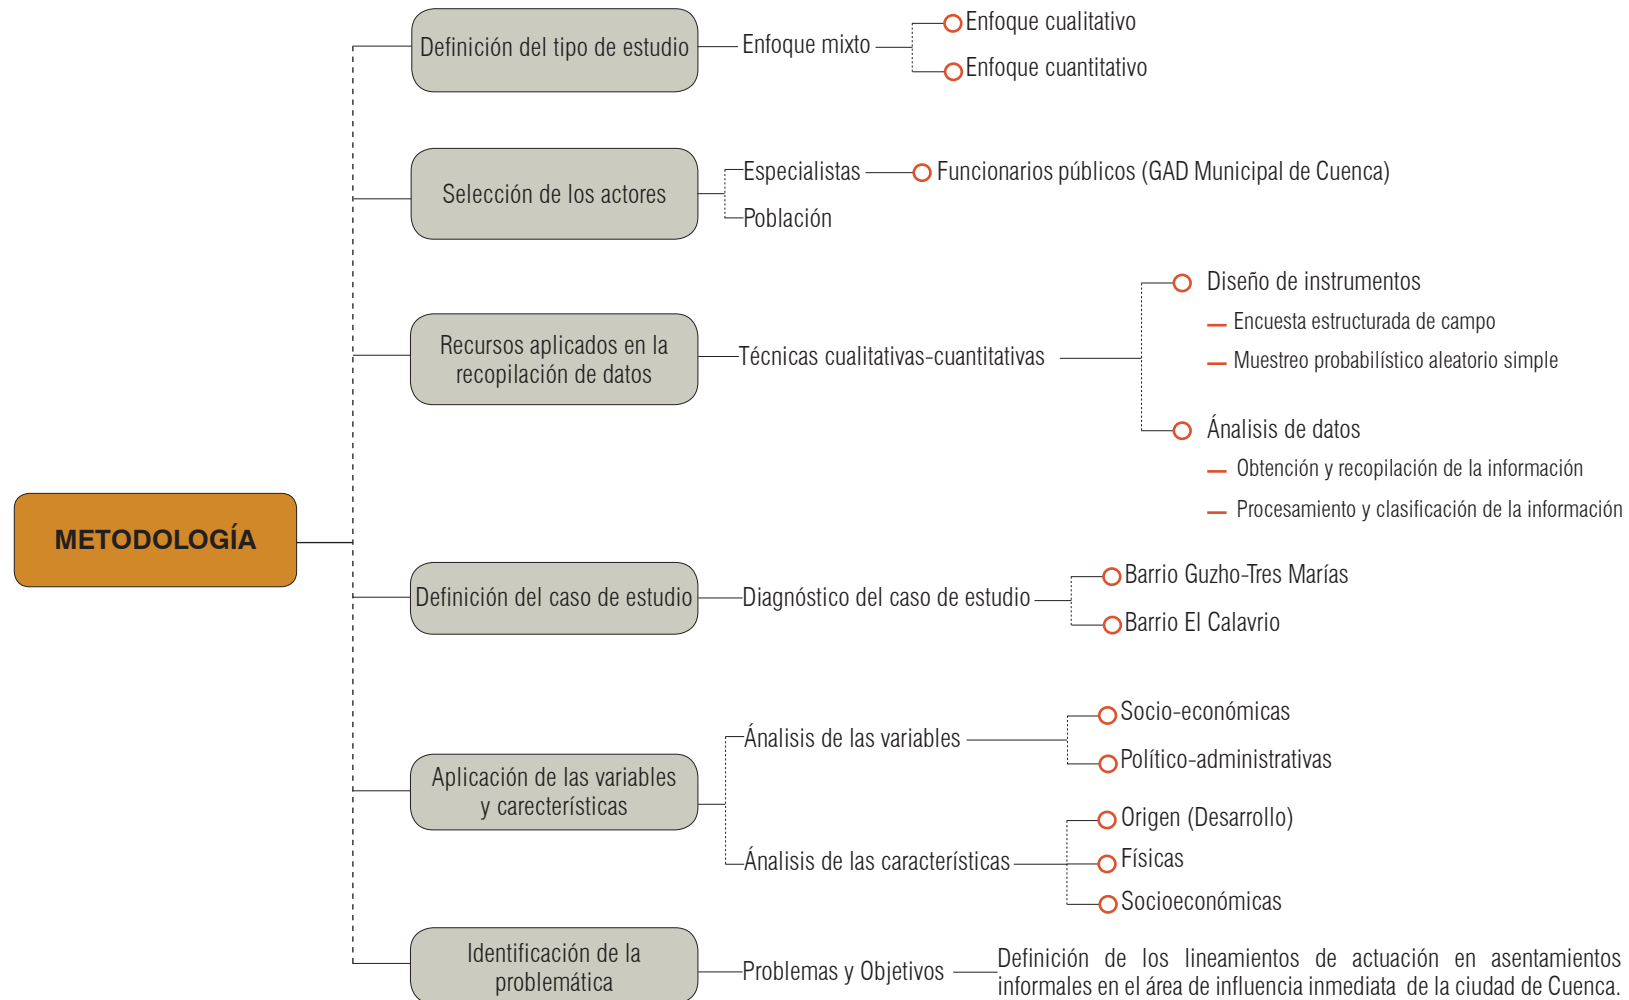 METODOLOGÍA
Definición del tipo de estudio
Enfoque mixto
Enfoque cualitativo
Enfoque cuantitativo
Selección de los actores
Especialistas
Funcionarios públicos (GAD Municipal de Cuenca)
Población
Recursos aplicados en la
recopilación de datos
Técnicas cualitativas-cuantitativas
Diseño de instrumentos
Encuesta estructurada de campo
Muestreo probabilístico aleatorio simple
Ánalisis de datos
Obtención y recopilación de la información
Procesamiento y clasificación de la información
Definición del caso de estudio
Diagnóstico del caso de estudio
Barrio Guzho-Tres Marías
Barrio El Calavrio
Aplicación de las variables
y carecterísticas
Ánalisis de las variables
Socio-económicas
Político-administrativas
Ánalisis de las características
Origen (Desarrollo)
Físicas
Socioeconómicas
Identificación de la
problemática
Problemas y Objetivos
Definición de los lineamientos de actuación en asentamientos
informales en el área de influencia inmediata de la ciudad de Cuenca.